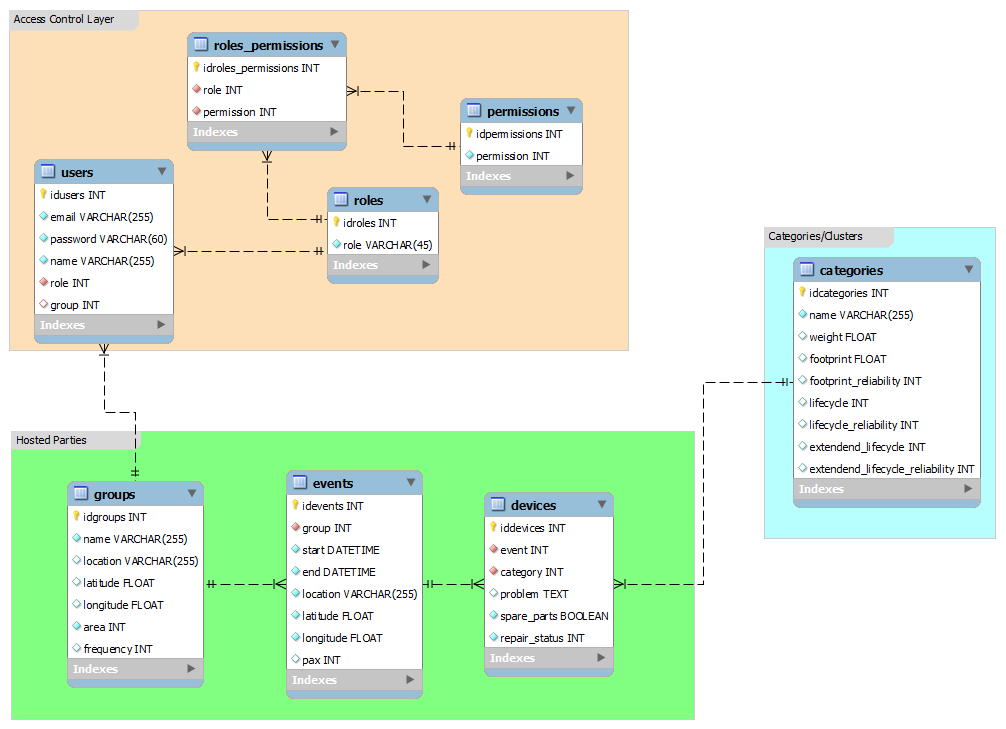 Access Control Layer
roles_permissions
idroles_permissions INT
role INT
permission INT
Indexes
permissions
idpemissions INT
permission INT
Indexes
users
idusers INT
email VARCHAR(255)
password VARCHAR(60)
name VARCHAR(255)
role INT
group INT
Indexes
roles
idroles INT
role VARCHAR(45)
Indexes
Categories/Clusters
categories
idcategories INT
name VARCHAR(255)
weight FLOAT
footprint FLOAT
footprint_reliability INT
lifecycle INT
lifecycle_reliability INT
extendend_lifecycle INT
extendend_lifecycle_reliability INT
Indexes
Hosted Parties
groups
idgroups INT
name VARCHAR(255)
location VARCHAR(255)
latitude FLOAT
longitude FLOAT
area INT
frequency INT
Indexes
events
idevents INT
group INT
start DATETIME
end DATETIME
location VARCHAR(255)
latitude FLOAT
longitude FLOAT
pax INT
Indexes
devices
iddevices INT
event INT
category INT
problem TEXT
spare_parts BOOLEAN
repair_status INT
Indexes